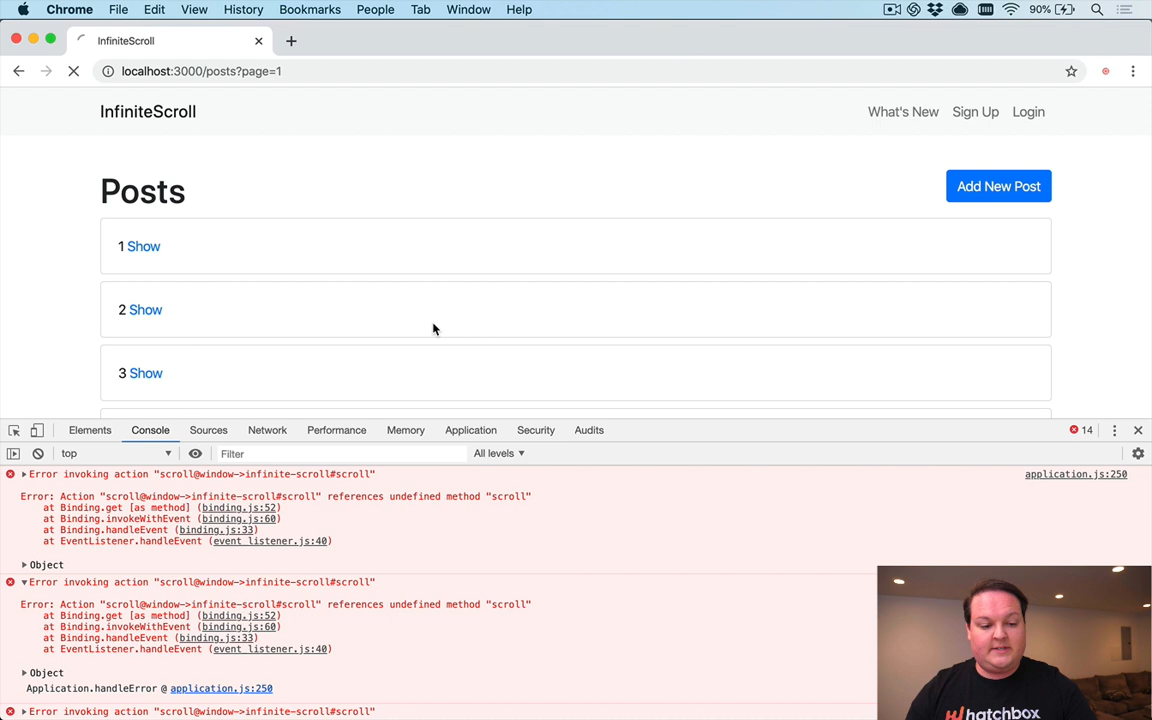 Chrome File Edit View History Bookmarks People Tab Window Help 90%
InfiniteScroll
localhost:3000/posts?page=1
InfiniteScroll What's New Sign Up Login
Posts Add New Post
1 Show
2 Show
3 Show
Elements Console Sources Network Performance Memory Application Security Audits 14
top Filter All levels
Error invoking action "scroll@window->infinite-scroll#scroll" application.js:250
Error: Action "scroll@window->infinite-scroll#scroll" references undefined method "scroll"
at Binding.get [as method] (binding.js:52)
at Binding.invokeWithEvent (binding.js:60)
at Binding.handleEvent (binding.js:33)
at EventListener.handleEvent (event_listener.js:40)
Object
Error invoking action "scroll@window->infinite-scroll#scroll"
Error: Action "scroll@window->infinite-scroll#scroll" references undefined method "scroll"
at Binding.get [as method] (binding.js:52)
at Binding.invokeWithEvent (binding.js:60)
at Binding.handleEvent (binding.js:33)
at EventListener.handleEvent (event_listener.js:40)
Object
Application.handleError @ application.js:250
Error invoking action "scroll@window->infinite-scroll#scroll"
hatchbox